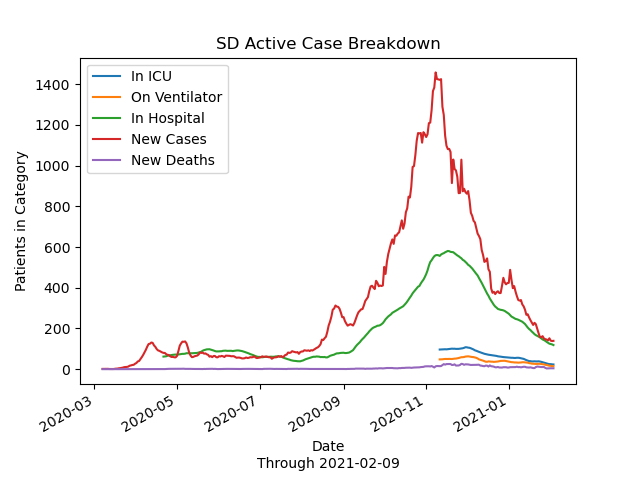 SD Active Case Breakdown
In ICU
On Ventilator
In Hospital
New Cases
New Deaths
Patients in Category
1400
1200
1000
800
600
400
200
0
2020-03
2020-05
2020-07
2020-09
2020-11
2021-01
Date
Through 2021-02-09